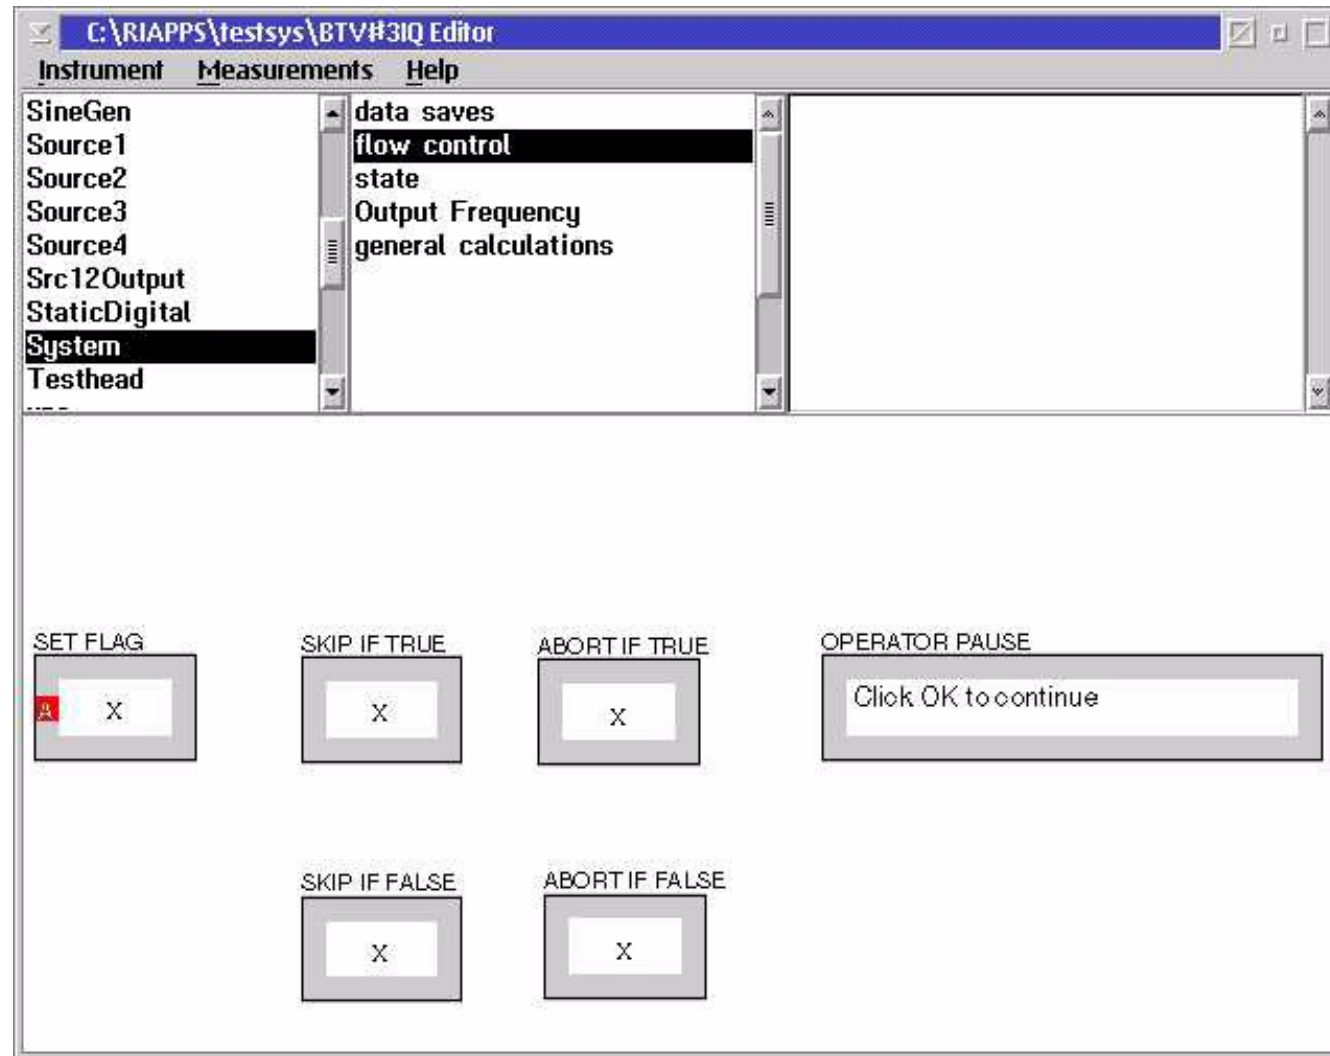 C:\RIAPPS\testsys\BTV#3IQ Editor
Instrument Measurements Help
SineGen
Source1
Source2
Source3
Source4
Src12Output
StaticDigital
System
Testhead
data saves
flow control
state
Output Frequency
general calculations
SET FLAG
SKIP IF TRUE
ABORT IF TRUE
OPERATOR PAUSE
A X
X
X
Click OK to continue
SKIP IF FALSE
ABORT IF FALSE
X
X